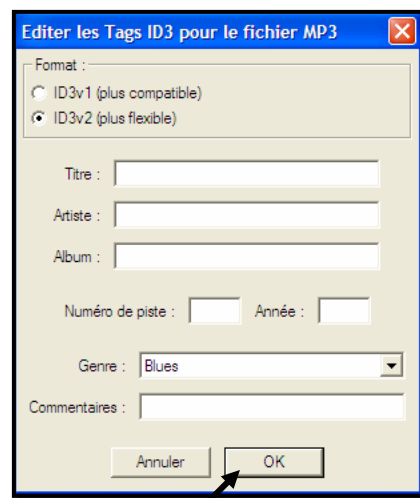 Editer les Tags ID3 pour le fichier MP3
Format :
ID3v1 (plus compatible)
ID3v2 (plus flexible)
Titre :
Artiste :
Album :
Numéro de piste : Année :
Genre : Blues
Commentaires :
Annuler OK